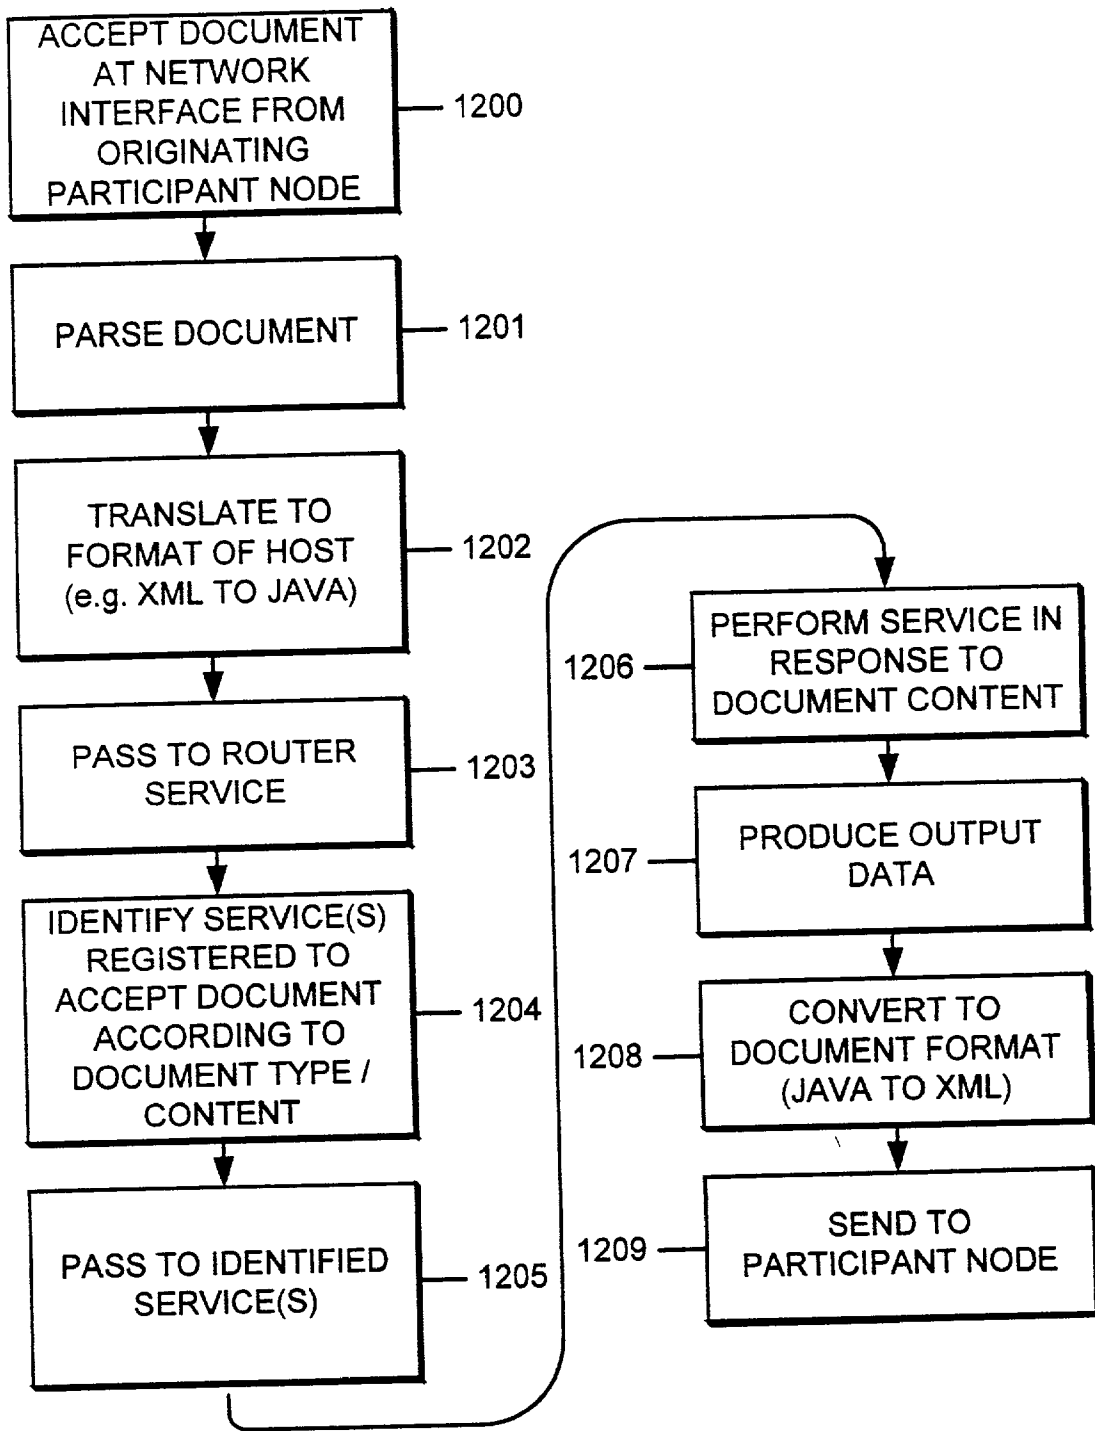 ACCEPT DOCUMENT
AT NETWORK
INTERFACE FROM
ORIGINATING
PARTICIPANT NODE
1200
PARSE DOCUMENT
1201
TRANSLATE TO
FORMAT OF HOST
(e.g. XML TO JAVA)
1202
PASS TO ROUTER
SERVICE
1203
IDENTIFY SERVICE(S)
REGISTERED TO
ACCEPT DOCUMENT
ACCORDING TO
DOCUMENT TYPE /
CONTENT
1204
PASS TO IDENTIFIED
SERVICE(S)
1205
PERFORM SERVICE IN
RESPONSE TO
DOCUMENT CONTENT
1206
PRODUCE OUTPUT
DATA
1207
CONVERT TO
DOCUMENT FORMAT
(JAVA TO XML)
1208
SEND TO
PARTICIPANT NODE
1209